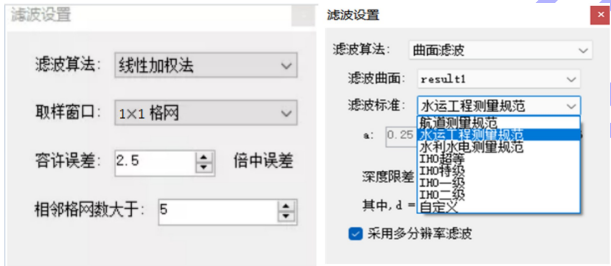 滤波设置
滤波算法: 线性加权法
取样窗口: 1×1 格网
容许误差: 2.5 倍中误差
相邻格网数大于: 5
滤波设置
滤波算法: 曲面滤波
滤波曲面: result1
滤波标准: 水运工程测量规范
航道测量规范
a: 0.25
水运工程测量规范
水利水电测量规范
IHO超等
IHO特级
深度限差
IHO一级
IHO二级
其中,d =
自定义
采用多分辨率滤波